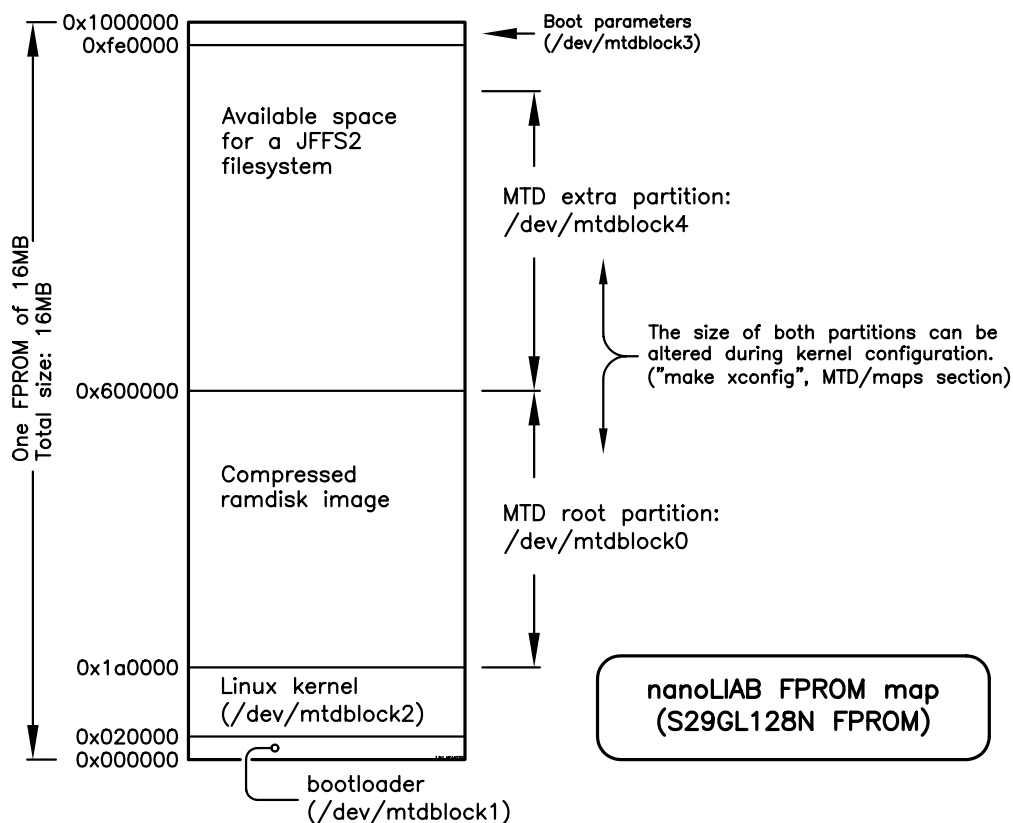 0x1000000
0xfe0000
Boot parameters
(/dev/mtdblock3)
Available space
for a JFFS2
filesystem
MTD extra partition:
/dev/mtdblock4
One FPROM of 16MB
Total size: 16MB
The size of both partitions can be
altered during kernel configuration.
("make xconfig", MTD/maps section)
0x600000
Compressed
ramdisk image
MTD root partition:
/dev/mtdblock0
0x1a0000
Linux kernel
(/dev/mtdblock2)
nanoLIAB FPROM map
(S29GL128N FPROM)
0x020000
0x000000
bootloader
(/dev/mtdblock1)